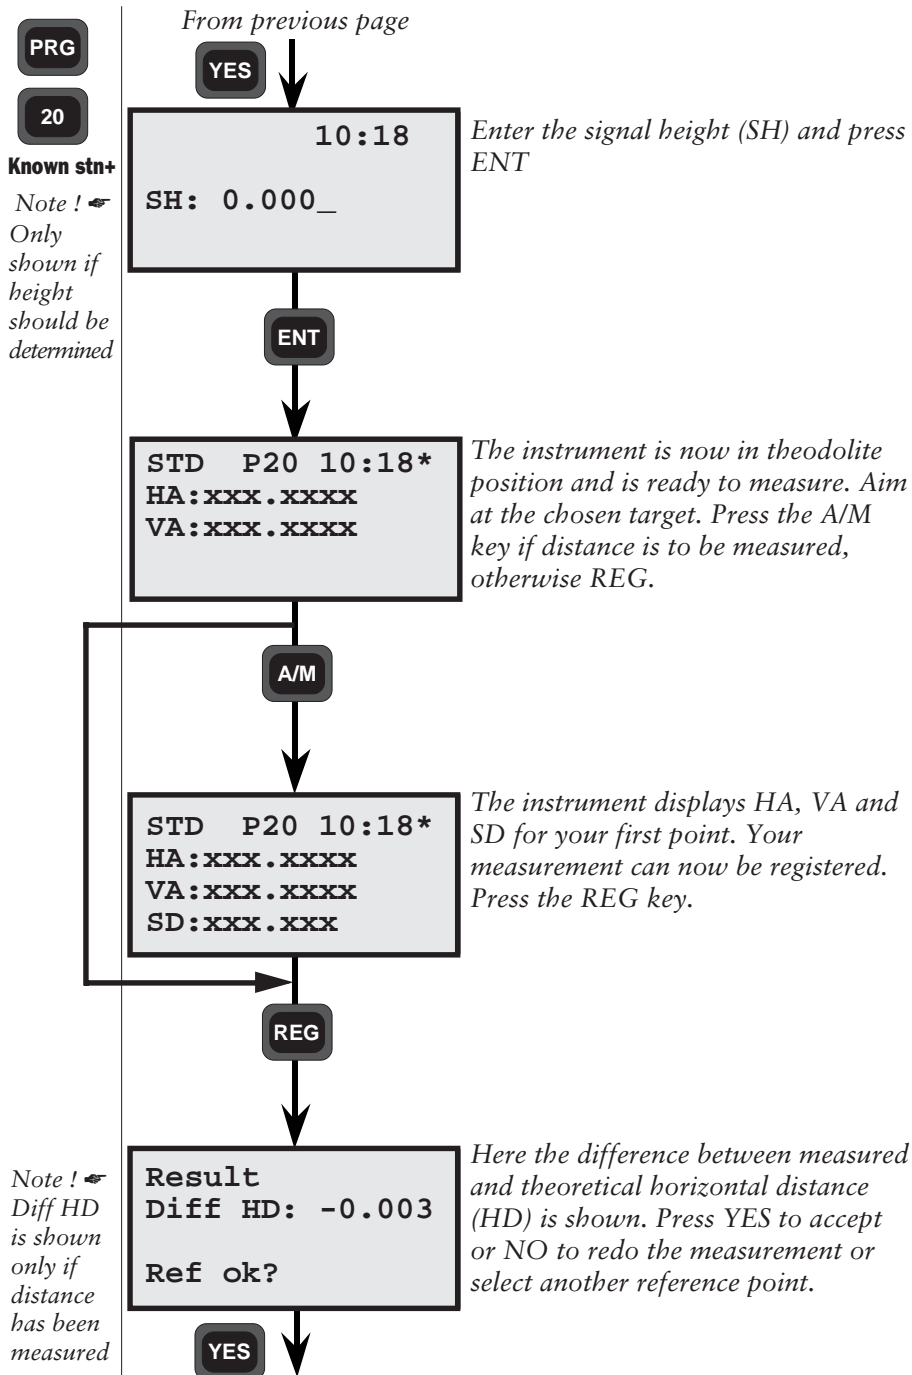 From previous page
PRG
YES
20
Known stn+
Note ! ☛
Only
shown if
height
should be
determined
10:18
SH: 0.000_
Enter the signal height (SH) and press
ENT
ENT
STD P20 10:18*
HA:xxx.xxxx
VA:xxx.xxxx
The instrument is now in theodolite
position and is ready to measure. Aim
at the chosen target. Press the A/M
key if distance is to be measured,
otherwise REG.
A/M
STD P20 10:18*
HA:xxx.xxxx
VA:xxx.xxxx
SD:xxx.xxx
The instrument displays HA, VA and
SD for your first point. Your
measurement can now be registered.
Press the REG key.
REG
Note ! ☛
Diff HD
is shown
only if
distance
has been
measured
Result
Diff HD: -0.003
Ref ok?
Here the difference between measured
and theoretical horizontal distance
(HD) is shown. Press YES to accept
or NO to redo the measurement or
select another reference point.
YES